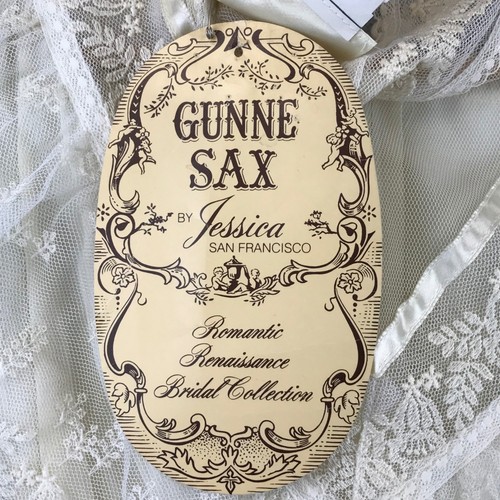 GUNNE
SAX
BY Jessica
SAN FRANCISCO
Romantic
Renaissance
Bridal Collection